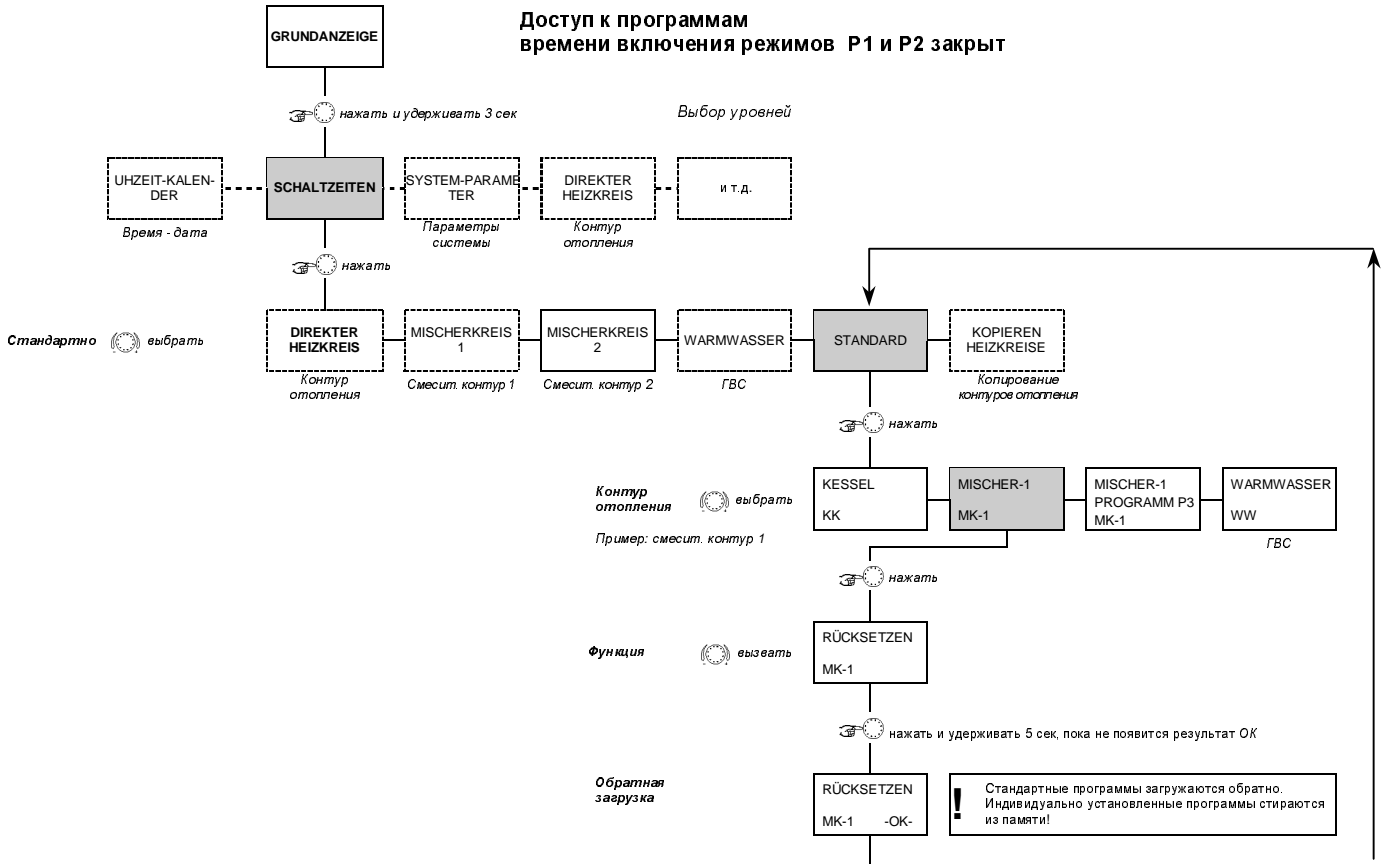 Доступ к программам
времени включения режимов P1 и P2 закрыт
GRUNDANZEIGE
нажать и удерживать 3 сек
Выбор уровней
UHZEIT-KALEN-
DER
SCHALTZEITEN
SYSTEM-PARAME
TER
DIREKTER
HEIZKREIS
и т.д.
Время - дата
Параметры
системы
Контур
отопления
нажать
Стандартно
выбрать
DIREKTER
HEIZKREIS
MISCHERKREIS
1
MISCHERKREIS
2
WARMWASSER
STANDARD
KOPIEREN
HEIZKREISE
Контур
отопления
Смесит. контур 1
Смесит. контур 2
ГВС
Копирование
контуров отопления
нажать
Контур
отопления
выбрать
Пример: смесит. контур 1
KESSEL
KK
MISCHER-1
MK-1
MISCHER-1
PROGRAMM P3
MK-1
WARMWASSER
WW
ГВС
нажать
Функция
вызвать
RÜCKSETZEN
MK-1
нажать и удерживать 5 сек, пока не появится результат ОК
Обратная
загрузка
RÜCKSETZEN
MK-1 -OK-
! Стандартные программы загружаются обратно.
Индивидуально установленные программы стираются
из памяти!